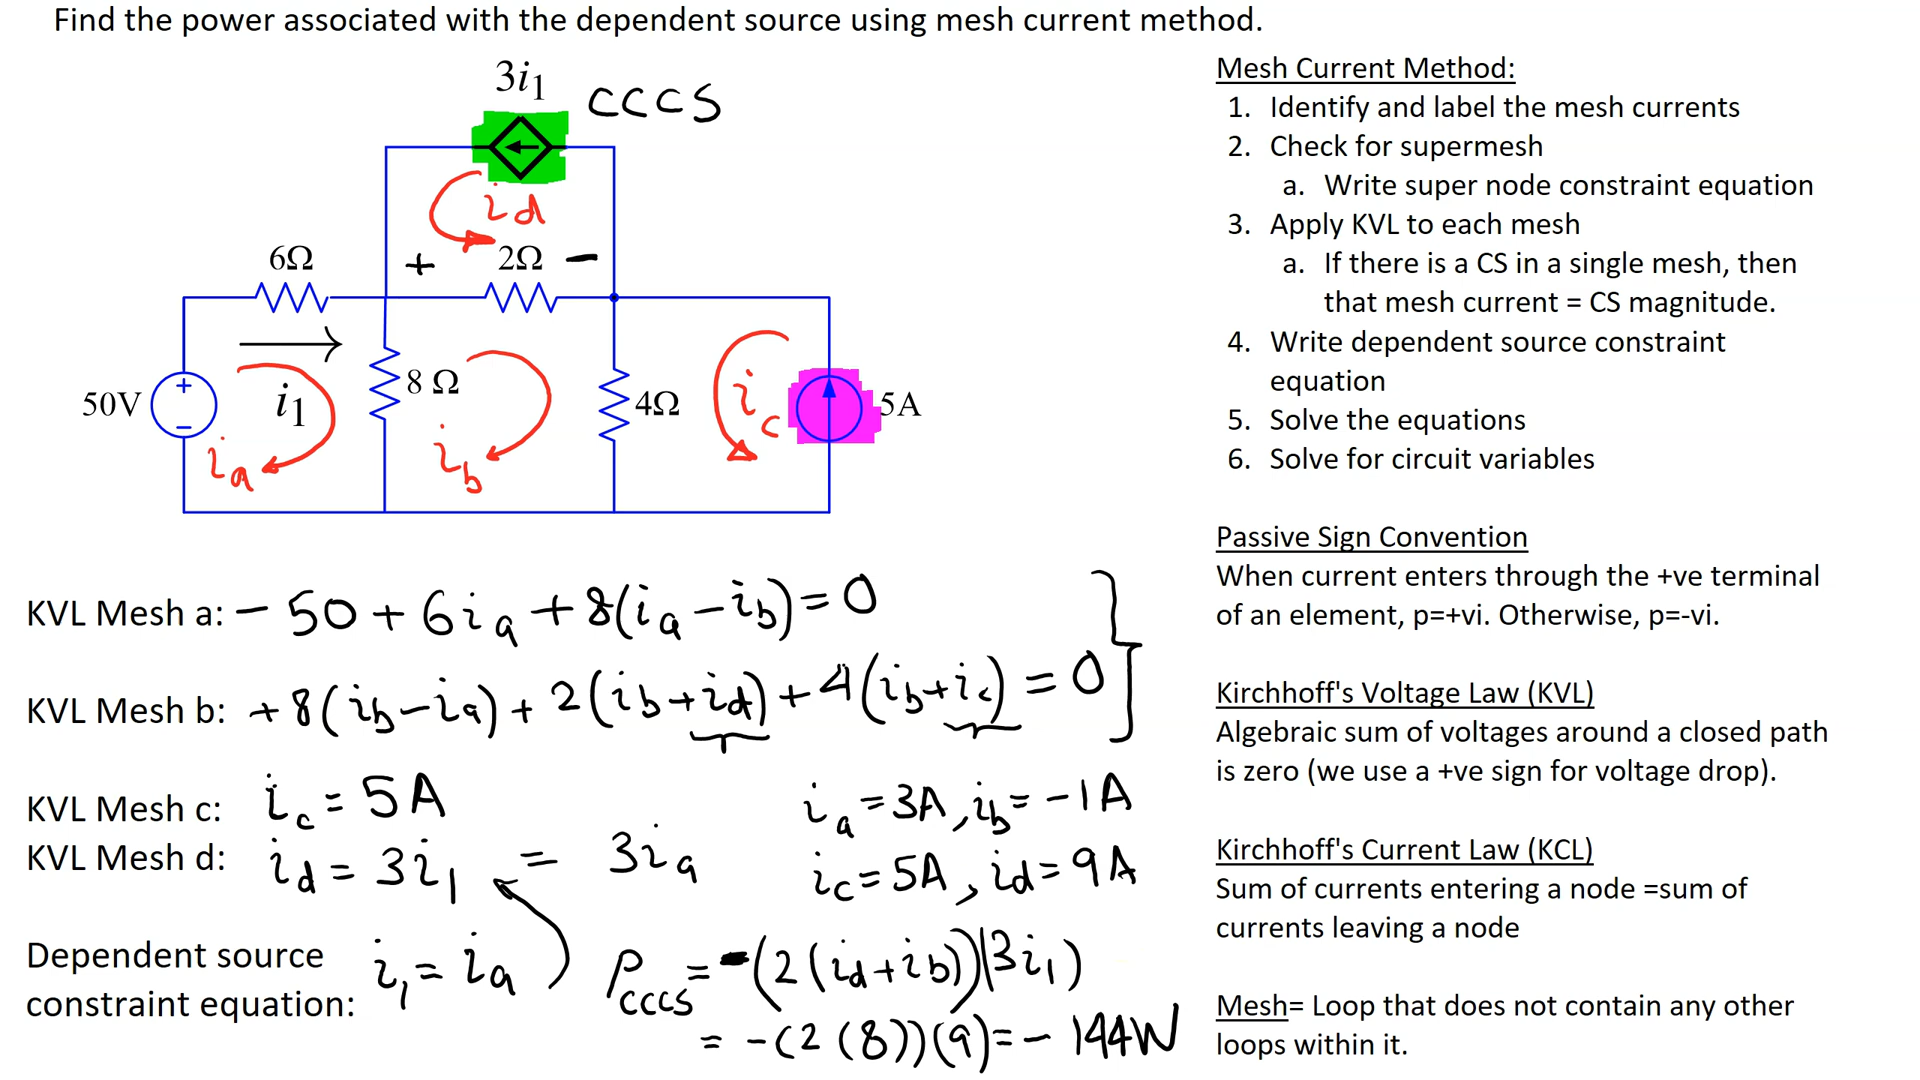 Find the power associated with the dependent source using mesh current method.
3i1 CCCS
id
6Ω + 2Ω −
50V + − i1 8 Ω 4Ω 5A
ia ib ic
KVL Mesh a: − 50 + 6ia + 8(ia − ib) = 0
KVL Mesh b: +8(ib − ia) + 2(ib + id) + 4(ib + ic) = 0
KVL Mesh c: ic = 5A
KVL Mesh d: id = 3i1 = 3ia
Dependent source
constraint equation: i1 = ia
ia = 3A, ib = −1A
ic = 5A, id = 9A
PCCCS = −(2(id + ib))(3i1)
= −(2(8))(9) = − 144W
Mesh Current Method:
1. Identify and label the mesh currents
2. Check for supermesh
a. Write super node constraint equation
3. Apply KVL to each mesh
a. If there is a CS in a single mesh, then
that mesh current = CS magnitude.
4. Write dependent source constraint
equation
5. Solve the equations
6. Solve for circuit variables
Passive Sign Convention
When current enters through the +ve terminal
of an element, p=+vi. Otherwise, p=-vi.
Kirchhoff's Voltage Law (KVL)
Algebraic sum of voltages around a closed path
is zero (we use a +ve sign for voltage drop).
Kirchhoff's Current Law (KCL)
Sum of currents entering a node =sum of
currents leaving a node
Mesh= Loop that does not contain any other
loops within it.